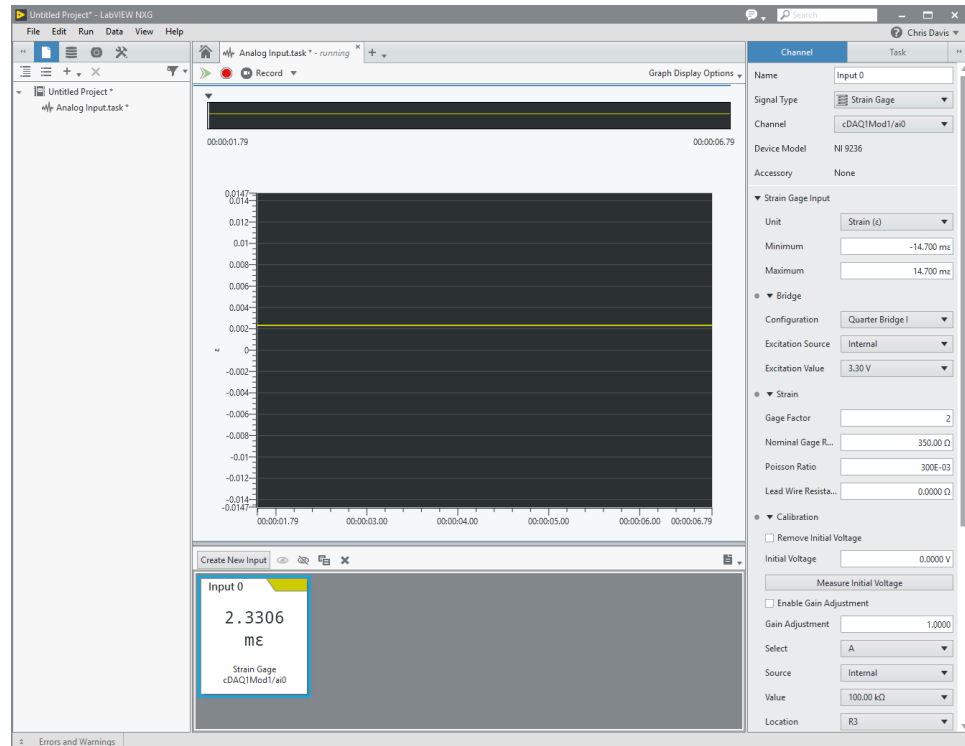 Untitled Project* - LabVIEW NXG
Search
File Edit Run Data View Help
Chris Davis
Analog Input.task * - running
Record
Graph Display Options
Untitled Project *
Analog Input.task *
00:00:01.79 00:00:06.79
0.0147
0.014
0.012
0.01
0.008
0.006
0.004
0.002
0
-0.002
-0.004
-0.006
-0.008
-0.01
-0.012
-0.014
-0.0147
ε
00:00:01.79 00:00:03.00 00:00:04.00 00:00:05.00 00:00:06.00 00:00:06.79
Create New Input
Input 0
2.3306
mε
Strain Gage
cDAQ1Mod1/ai0
Channel Task
Name Input 0
Signal Type Strain Gage
Channel cDAQ1Mod1/ai0
Device Model NI 9236
Accessory None
Strain Gage Input
Unit Strain (ε)
Minimum -14.700 mε
Maximum 14.700 mε
Bridge
Configuration Quarter Bridge I
Excitation Source Internal
Excitation Value 3.30 V
Strain
Gage Factor 2
Nominal Gage R... 350.00 Ω
Poisson Ratio 300E-03
Lead Wire Resista... 0.0000 Ω
Calibration
Remove Initial Voltage
Initial Voltage 0.0000 V
Measure Initial Voltage
Enable Gain Adjustment
Gain Adjustment 1.0000
Select A
Source Internal
Value 100.00 kΩ
Location R3
Errors and Warnings